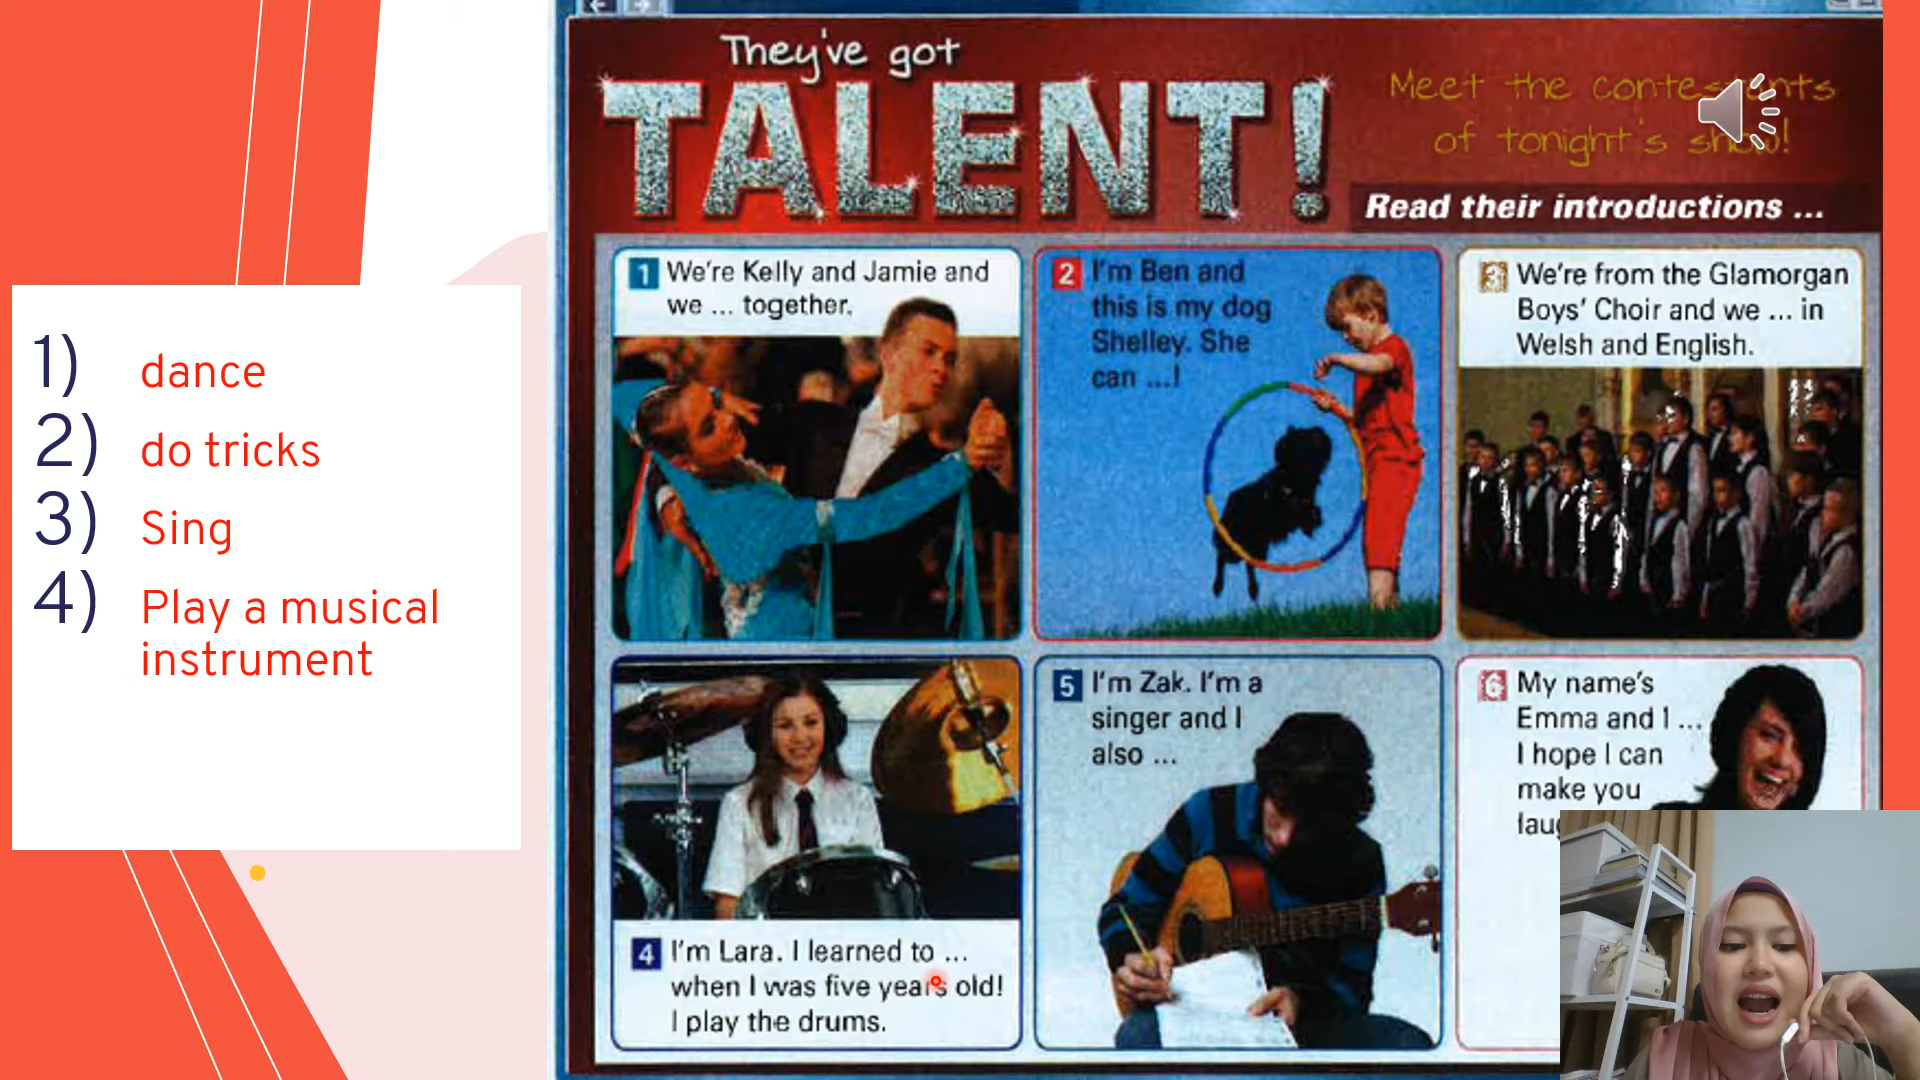 1) dance
2) do tricks
3) Sing
4) Play a musical
instrument
They've got
TALENT!
Meet the contestants
of tonight's show!
Read their introductions ...
1 We're Kelly and Jamie and
we ... together.
2 I'm Ben and
this is my dog
Shelley. She
can ...!
3 We're from the Glamorgan
Boys' Choir and we ... in
Welsh and English.
4 I'm Lara. I learned to ...
when I was five years old!
I play the drums.
5 I'm Zak. I'm a
singer and I
also ...
6 My name's
Emma and I ...
I hope I can
make you